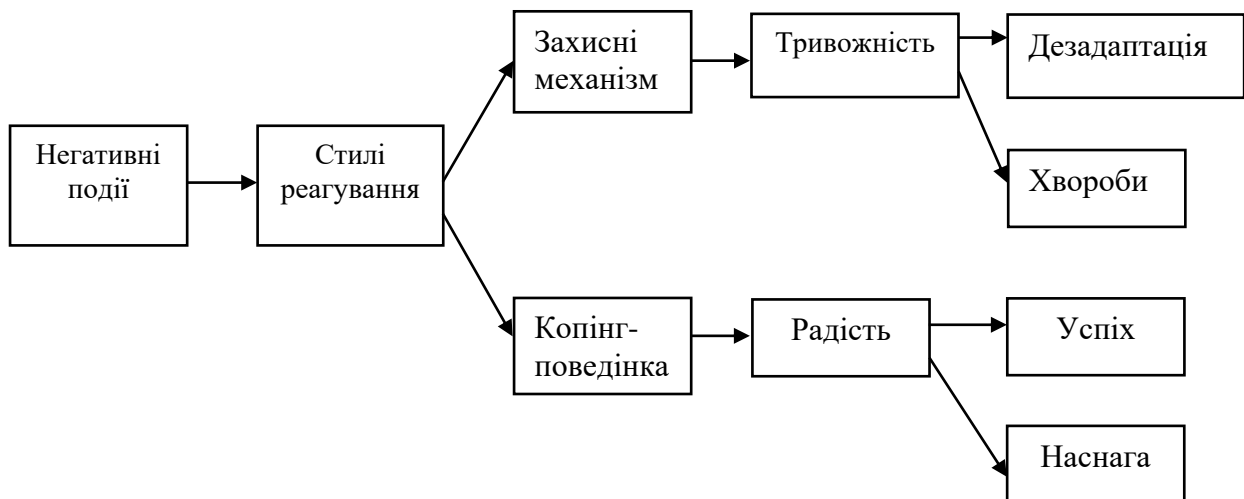 Негативні
події
Стилі
реагування
Захисні
механізм
Тривожність
Дезадаптація
Хвороби
Копінг-
поведінка
Радість
Успіх
Наснага